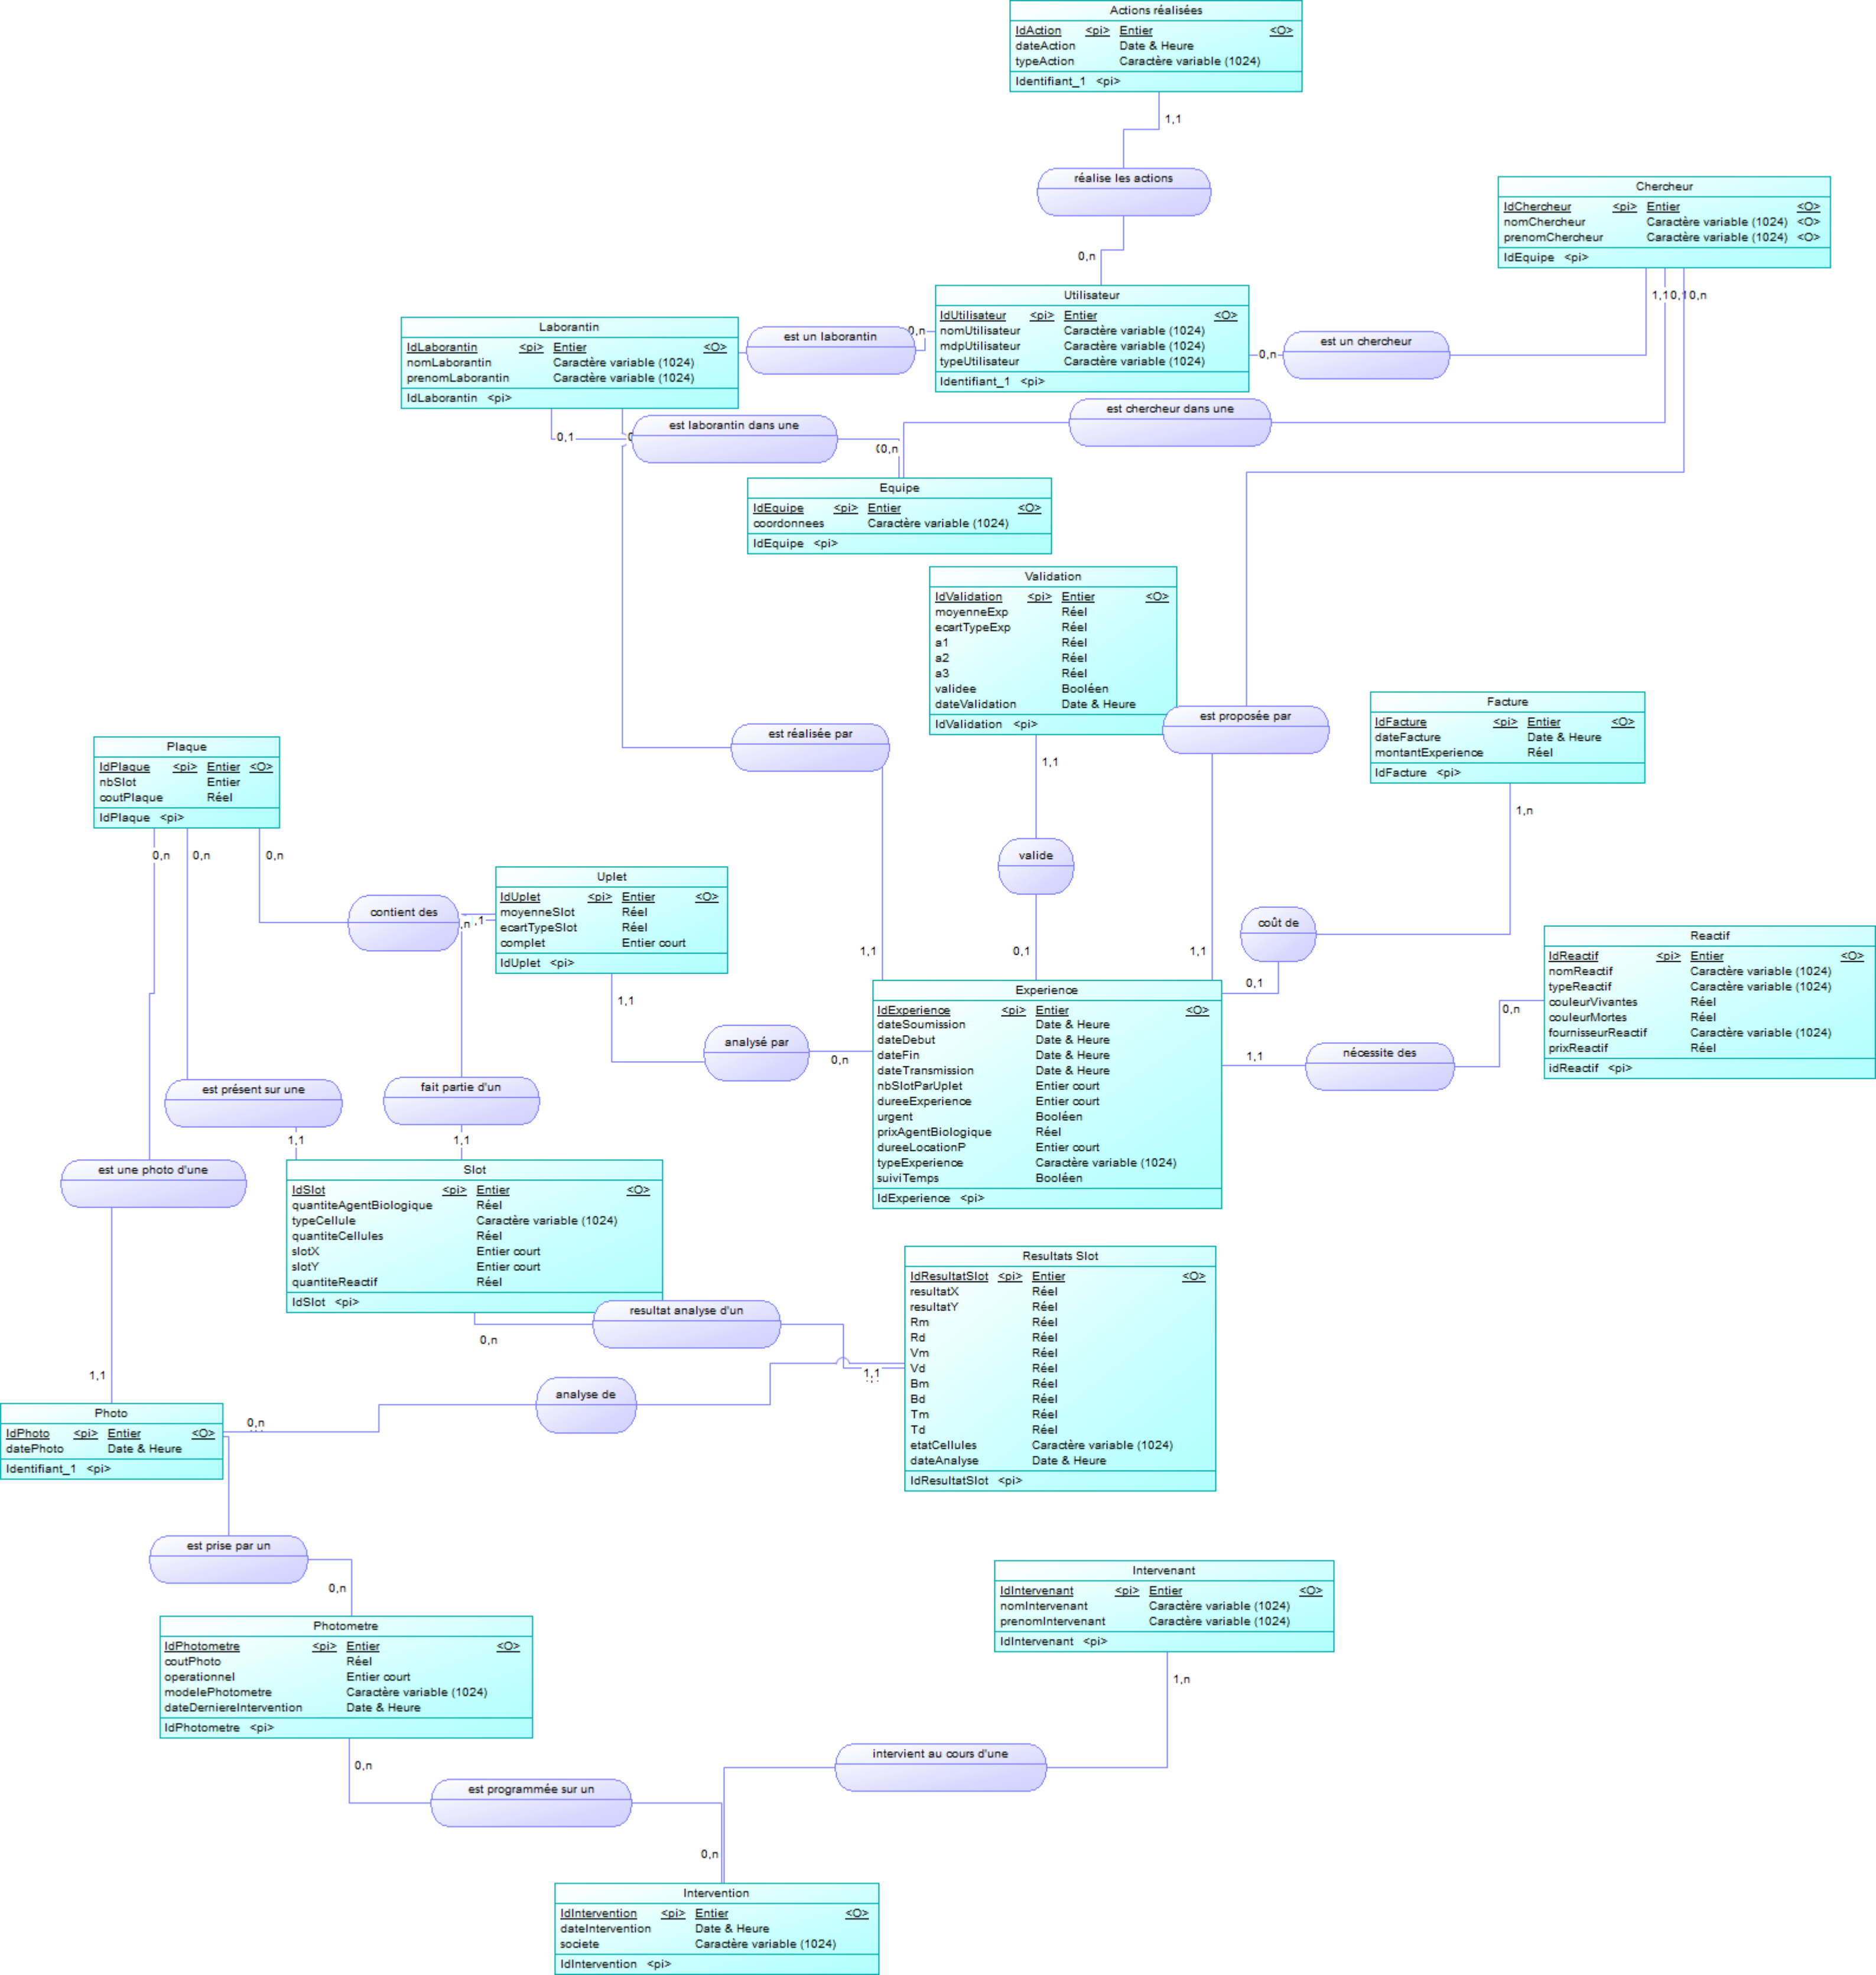 Actions réalisées
IdAction <pi> Entier <O>
dateAction Date & Heure
typeAction Caractère variable (1024)
Identifiant_1 <pi>
1,1
réalise les actions
0,n
Chercheur
IdChercheur <pi> Entier <O>
nomChercheur Caractère variable (1024) <O>
prenomChercheur Caractère variable (1024) <O>
IdEquipe <pi>
Utilisateur
IdUtilisateur <pi> Entier <O>
nomUtilisateur Caractère variable (1024)
mdpUtilisateur Caractère variable (1024)
typeUtilisateur Caractère variable (1024)
Identifiant_1 <pi>
Laborantin
IdLaborantin <pi> Entier <O>
nomLaborantin Caractère variable (1024)
prenomLaborantin Caractère variable (1024)
IdLaborantin <pi>
est un laborantin
0,n
0,n
est un chercheur
est chercheur dans une
est laborantin dans une
0,1
0,n
Equipe
IdEquipe <pi> Entier <O>
coordonnees Caractère variable (1024)
IdEquipe <pi>
Validation
IdValidation <pi> Entier <O>
moyenneExp Réel
ecartTypeExp Réel
a1 Réel
a2 Réel
a3 Réel
validee Booléen
dateValidation Date & Heure
IdValidation <pi>
est réalisée par
est proposée par
1,1
Facture
IdFacture <pi> Entier <O>
dateFacture Date & Heure
montantExperience Réel
IdFacture <pi>
1,n
Plaque
IdPlaque <pi> Entier <O>
nbSlot Entier
coutPlaque Réel
IdPlaque <pi>
0,n
0,n
0,n
valide
contient des
Uplet
IdUplet <pi> Entier <O>
moyenneSlot Réel
ecartTypeSlot Réel
complet Entier court
IdUplet <pi>
1,1
1,1
0,1
1,1
coût de
0,1
Reactif
IdReactif <pi> Entier <O>
nomReactif Caractère variable (1024)
typeReactif Caractère variable (1024)
couleurVivantes Réel
couleurMortes Réel
fournisseurReactif Caractère variable (1024)
prixReactif Réel
idReactif <pi>
0,n
nécessite des
1,1
Experience
IdExperience <pi> Entier <O>
dateSoumission Date & Heure
dateDebut Date & Heure
dateFin Date & Heure
dateTransmission Date & Heure
nbSlotParUplet Entier court
dureeExperience Entier court
urgent Booléen
prixAgentBiologique Réel
dureeLocationP Entier court
typeExperience Caractère variable (1024)
suiviTemps Booléen
IdExperience <pi>
analysé par
0,n
est présent sur une
fait partie d'un
1,1
1,1
est une photo d'une
Slot
IdSlot <pi> Entier <O>
quantiteAgentBiologique Réel
typeCellule Caractère variable (1024)
quantiteCellules Réel
slotX Entier court
slotY Entier court
quantiteReactif Réel
IdSlot <pi>
resultat analyse d'un
0,n
Resultats Slot
IdResultatSlot <pi> Entier <O>
resultatX Réel
resultatY Réel
Rm Réel
Rd Réel
Vm Réel
Vd Réel
Bm Réel
Bd Réel
Tm Réel
Td Réel
etatCellules Caractère variable (1024)
dateAnalyse Date & Heure
IdResultatSlot <pi>
1,1
1,1
analyse de
0,n
Photo
IdPhoto <pi> Entier <O>
datePhoto Date & Heure
Identifiant_1 <pi>
est prise par un
0,n
Photometre
IdPhotometre <pi> Entier <O>
coutPhoto Réel
operationnel Entier court
modelePhotometre Caractère variable (1024)
dateDerniereIntervention Date & Heure
IdPhotometre <pi>
0,n
Intervenant
IdIntervenant <pi> Entier <O>
nomIntervenant Caractère variable (1024)
prenomIntervenant Caractère variable (1024)
IdIntervenant <pi>
1,n
intervient au cours d'une
est programmée sur un
0,n
Intervention
IdIntervention <pi> Entier <O>
dateIntervention Date & Heure
societe Caractère variable (1024)
IdIntervention <pi>